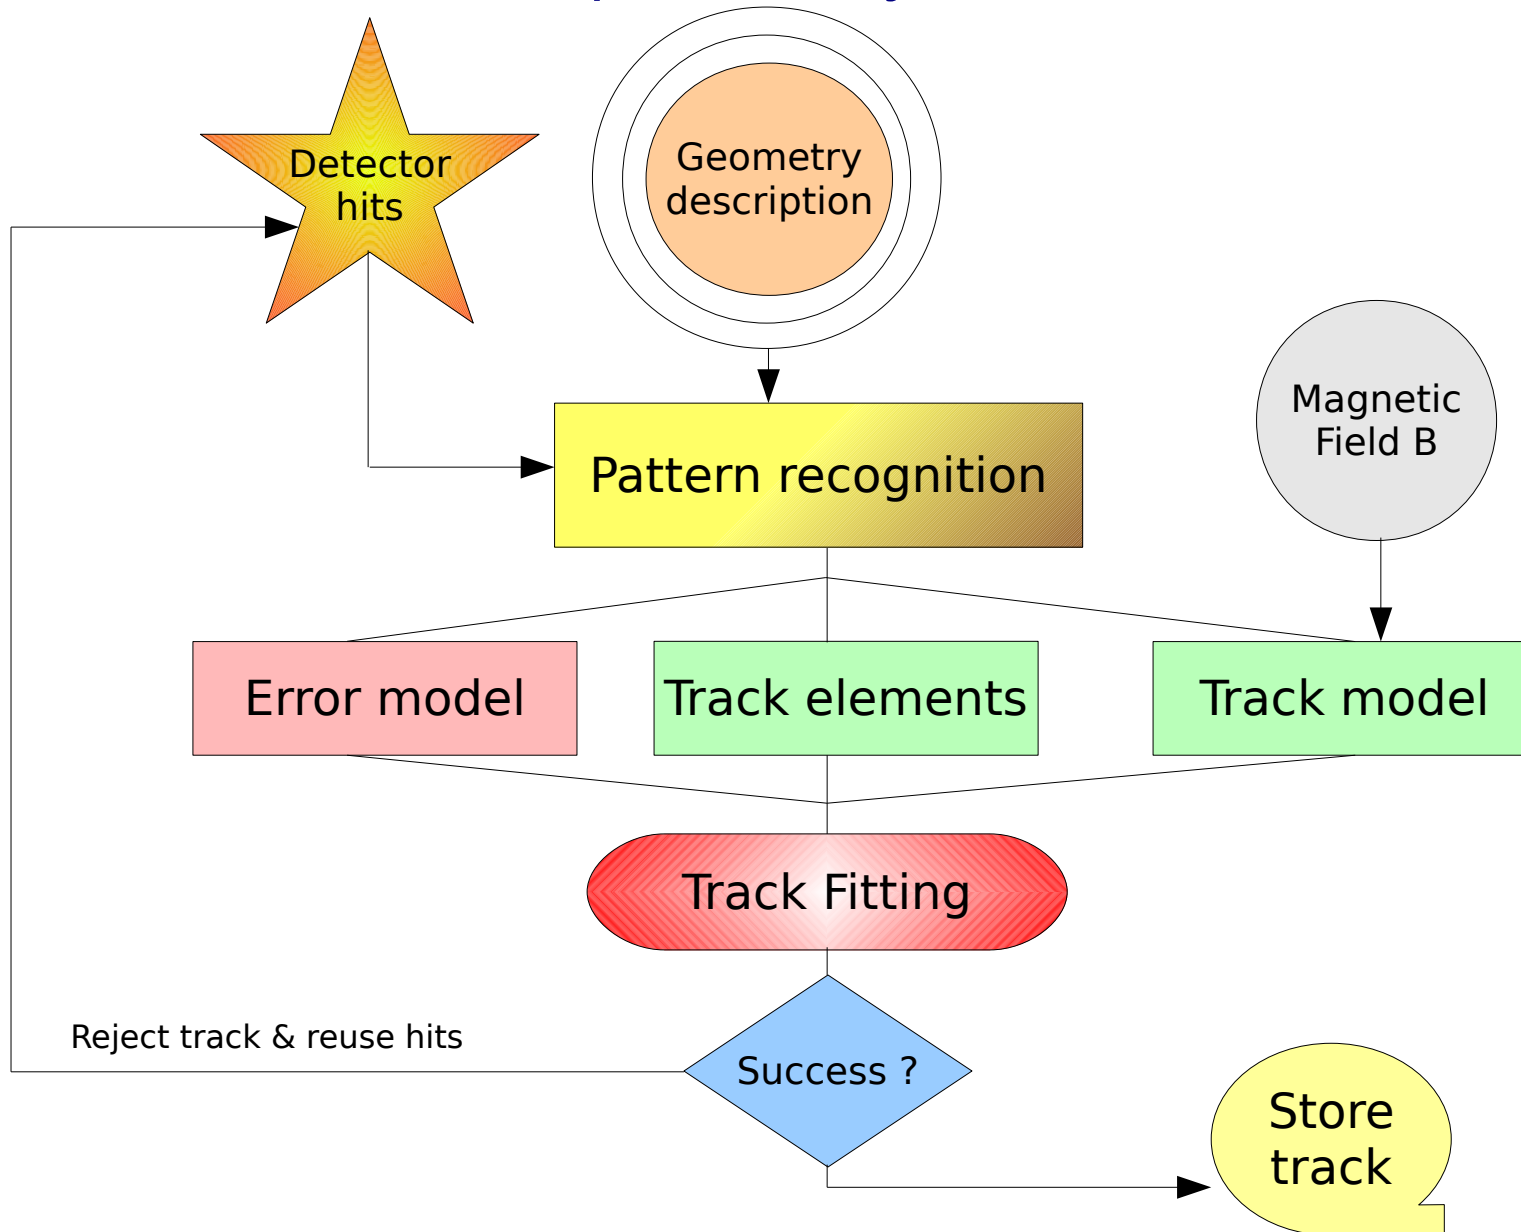 Detector
hits
Geometry
description
Magnetic
Field B
Pattern recognition
Error model
Track elements
Track model
Track Fitting
Reject track & reuse hits
Success ?
Store
track